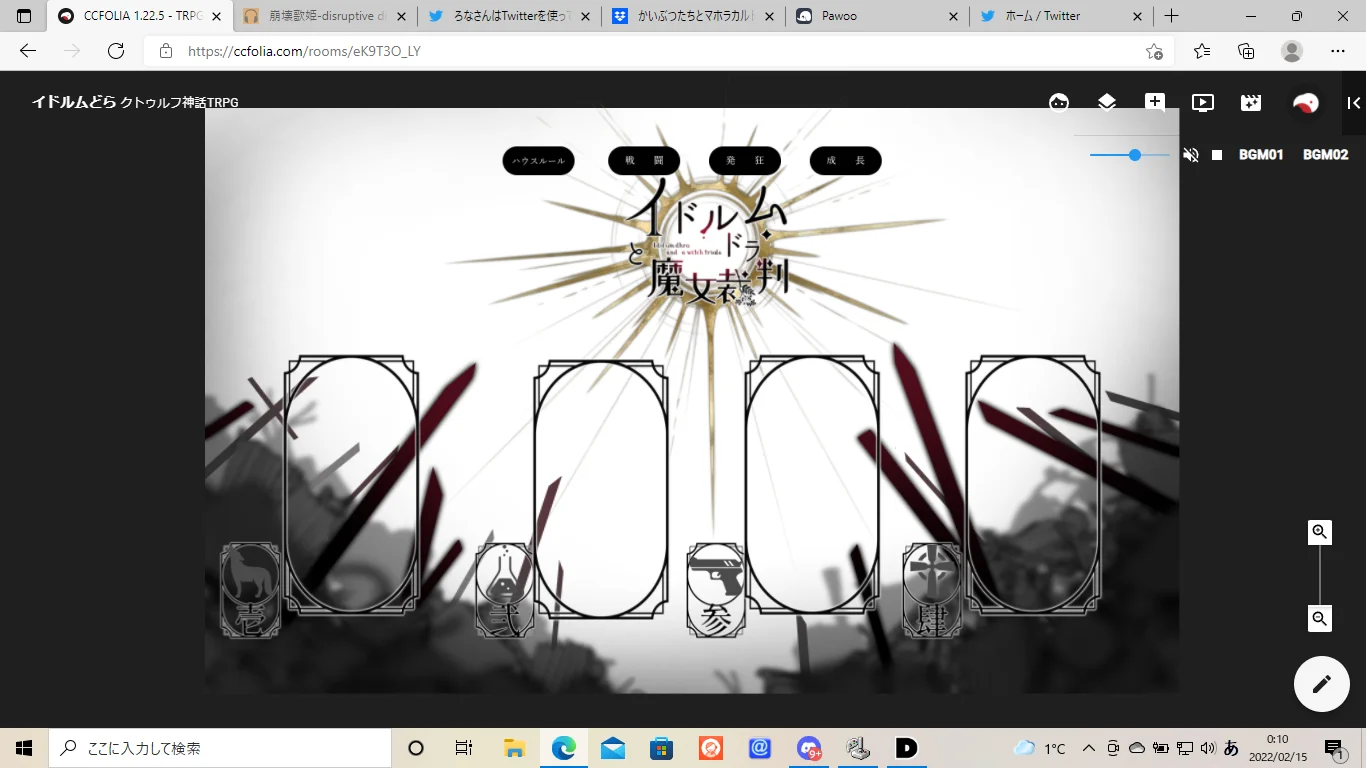 CCFOLIA 1.22.5 - TRPG
崩壊歌姫-disruptive di
ろなさんはTwitterを使って
かいぶつたちとマホラカルト
Pawoo
ホーム / Twitter
https://ccfolia.com/rooms/eK9T3O_LY
イドルムどら クトゥルフ神話TRPG
BGM01
BGM02
ハウスルール
戦 闘
発 狂
成 長
イドルム
ドラ
と
魔女裁判
and a witch trials
壱
弐
参
肆
ここに入力して検索
9+
1°C
あ
0:10
2022/02/15
1